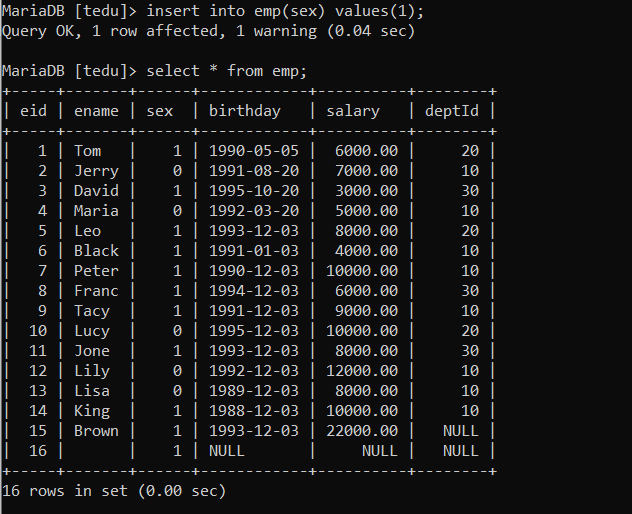 MariaDB [tedu]> insert into emp(sex) values(1);
Query OK, 1 row affected, 1 warning (0.04 sec)

MariaDB [tedu]> select * from emp;
+-----+-------+------+------------+----------+--------+
| eid | ename | sex  | birthday   | salary   | deptId |
+-----+-------+------+------------+----------+--------+
|   1 | Tom   |    1 | 1990-05-05 |  6000.00 |     20 |
|   2 | Jerry |    0 | 1991-08-20 |  7000.00 |     10 |
|   3 | David |    1 | 1995-10-20 |  3000.00 |     30 |
|   4 | Maria |    0 | 1992-03-20 |  5000.00 |     10 |
|   5 | Leo   |    1 | 1993-12-03 |  8000.00 |     20 |
|   6 | Black |    1 | 1991-01-03 |  4000.00 |     10 |
|   7 | Peter |    1 | 1990-12-03 | 10000.00 |     10 |
|   8 | Franc |    1 | 1994-12-03 |  6000.00 |     30 |
|   9 | Tacy  |    1 | 1991-12-03 |  9000.00 |     10 |
|  10 | Lucy  |    0 | 1995-12-03 | 10000.00 |     20 |
|  11 | Jone  |    1 | 1993-12-03 |  8000.00 |     30 |
|  12 | Lily  |    0 | 1992-12-03 | 12000.00 |     10 |
|  13 | Lisa  |    0 | 1989-12-03 |  8000.00 |     10 |
|  14 | King  |    1 | 1988-12-03 | 10000.00 |     10 |
|  15 | Brown |    1 | 1993-12-03 | 22000.00 |   NULL |
|  16 |       |    1 | NULL       |     NULL |   NULL |
+-----+-------+------+------------+----------+--------+
16 rows in set (0.00 sec)